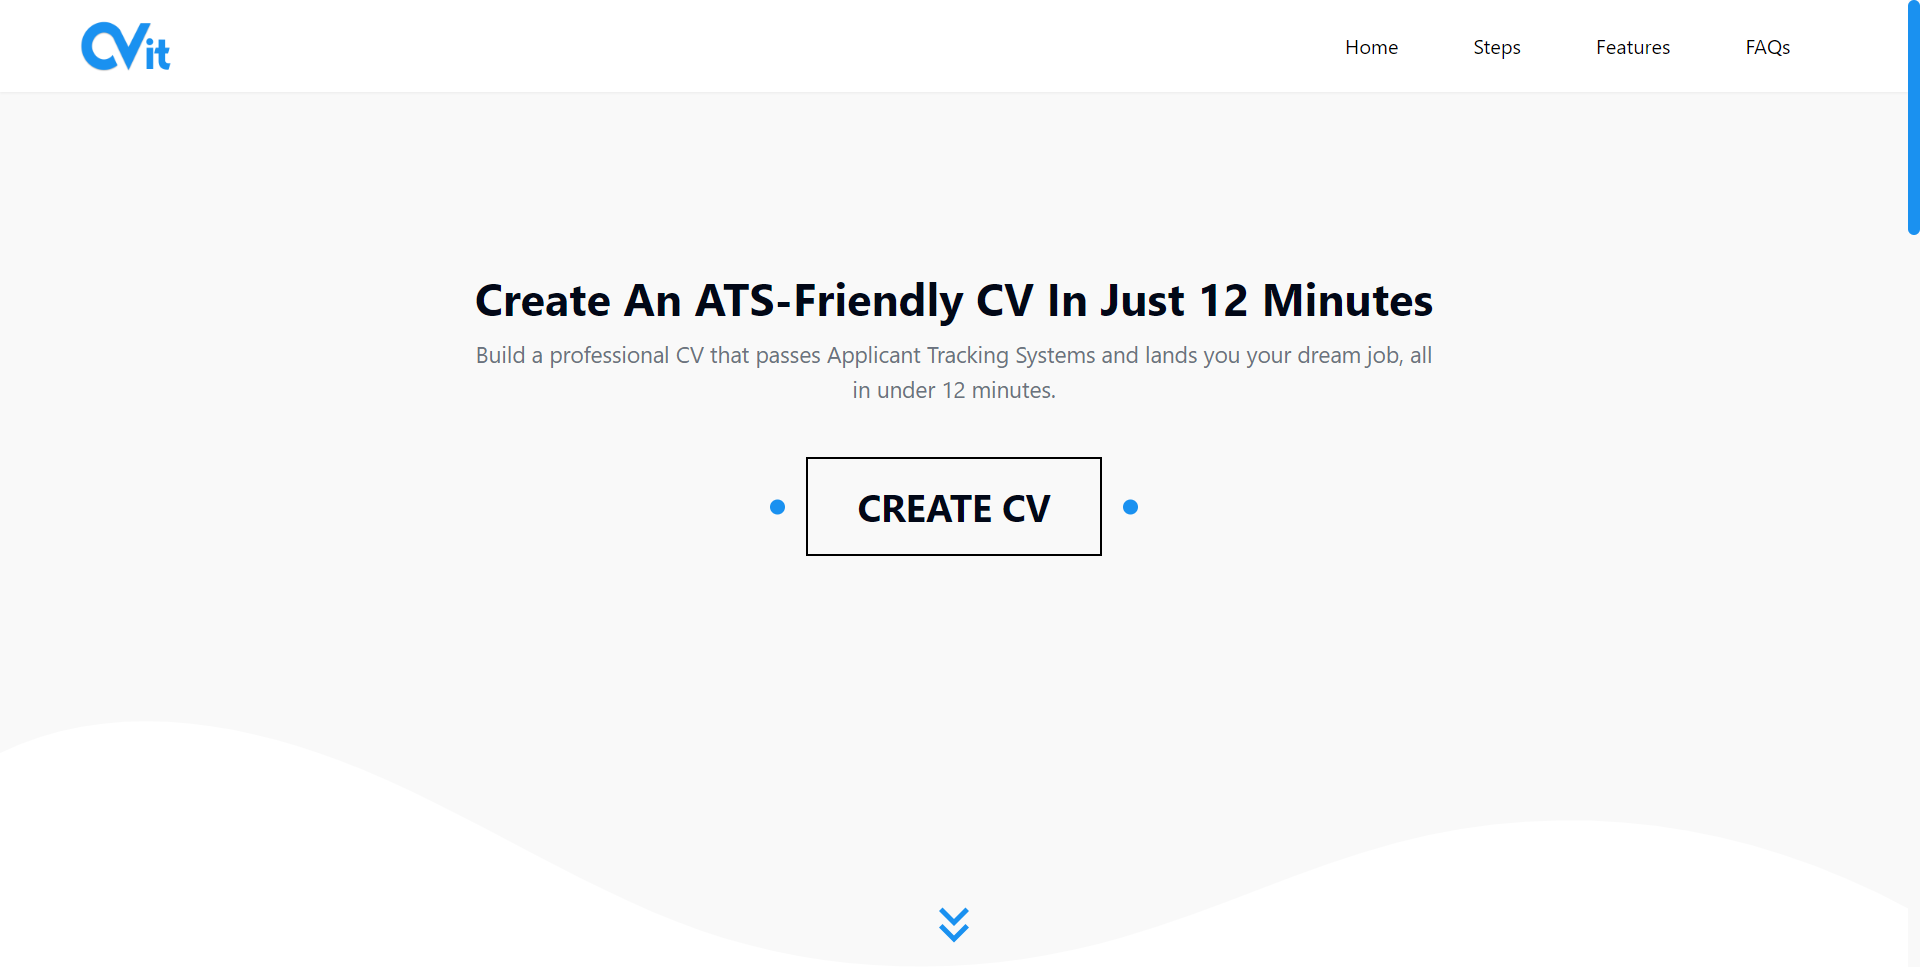 CVit
Home
Steps
Features
FAQs
Create An ATS-Friendly CV In Just 12 Minutes
Build a professional CV that passes Applicant Tracking Systems and lands you your dream job, all
in under 12 minutes.
CREATE CV